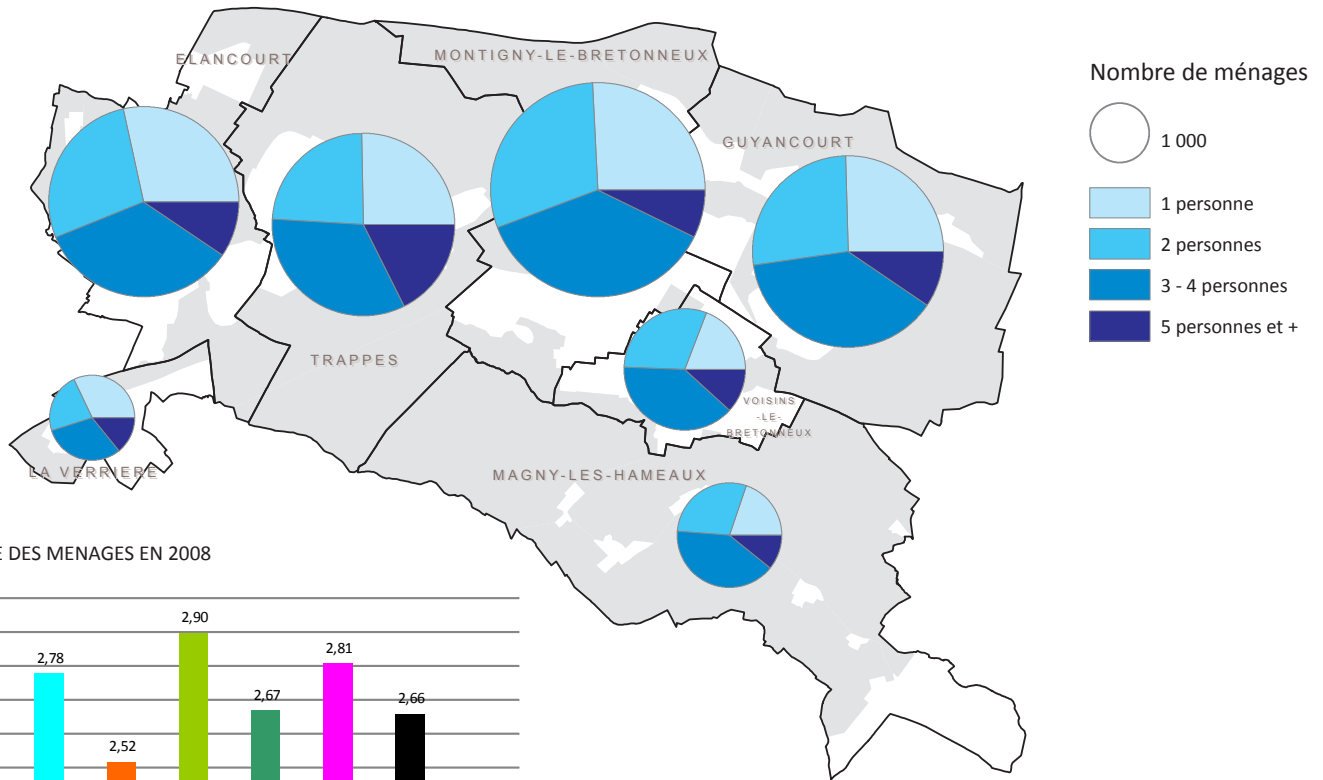 ELANCOURT
MONTIGNY-LE-BRETONNEUX
GUYANCOURT
TRAPPES
VOISINS
-LE-
BRETONNEUX
LA VERRIERE
MAGNY-LES-HAMEAUX
Nombre de ménages
1 000
1 personne
2 personnes
3 - 4 personnes
5 personnes et +
DES MENAGES EN 2008
2,78
2,52
2,90
2,67
2,81
2,66